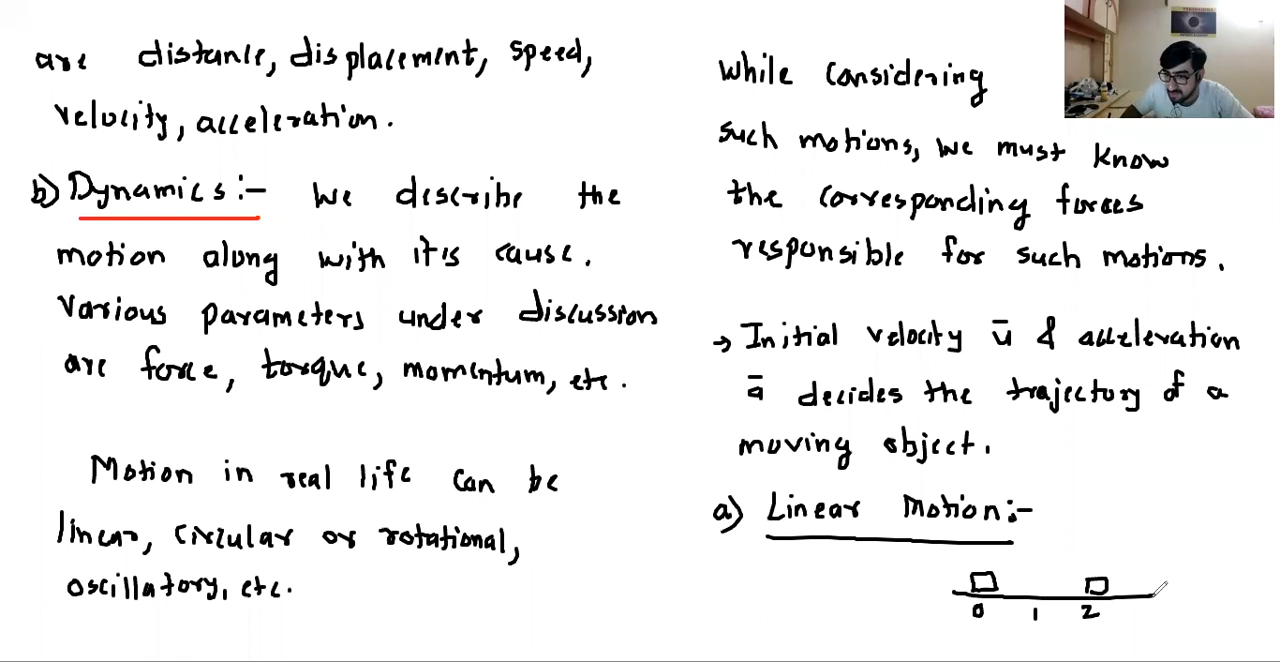 are distance, displacement, speed,
velocity, acceleration.
b) Dynamics :- We describe the
motion along with it's cause.
Various parameters under discussion
are force, torque, momentum, etc.
Motion in real life can be
linear, circular or rotational,
oscillatory, etc.
While considering
such motions, we must know
the corresponding forces
responsible for such motions.
→ Initial velocity ū & acceleration
ā decides the trajectory of a
moving object.
a) Linear Motion :-
0 1 2